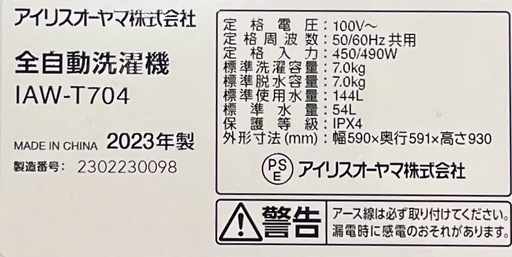 アイリスオーヤマ株式会社
全自動洗濯機
IAW-T704
MADE IN CHINA 2023年製
製造番号: 2302230098
定格電圧: 100V～
定格周波数: 50/60Hz 共用
定格入力: 450/490W
標準洗濯容量: 7.0kg
標準脱水容量: 7.0kg
標準使用水量: 144L
標準水量: 54L
保護等級: IPX4
外形寸法(mm): 幅590×奥行591×高さ930
PSE アイリスオーヤマ株式会社
警告
アース線は必ず取り付けてください。
漏電時に感電のおそれがあります。